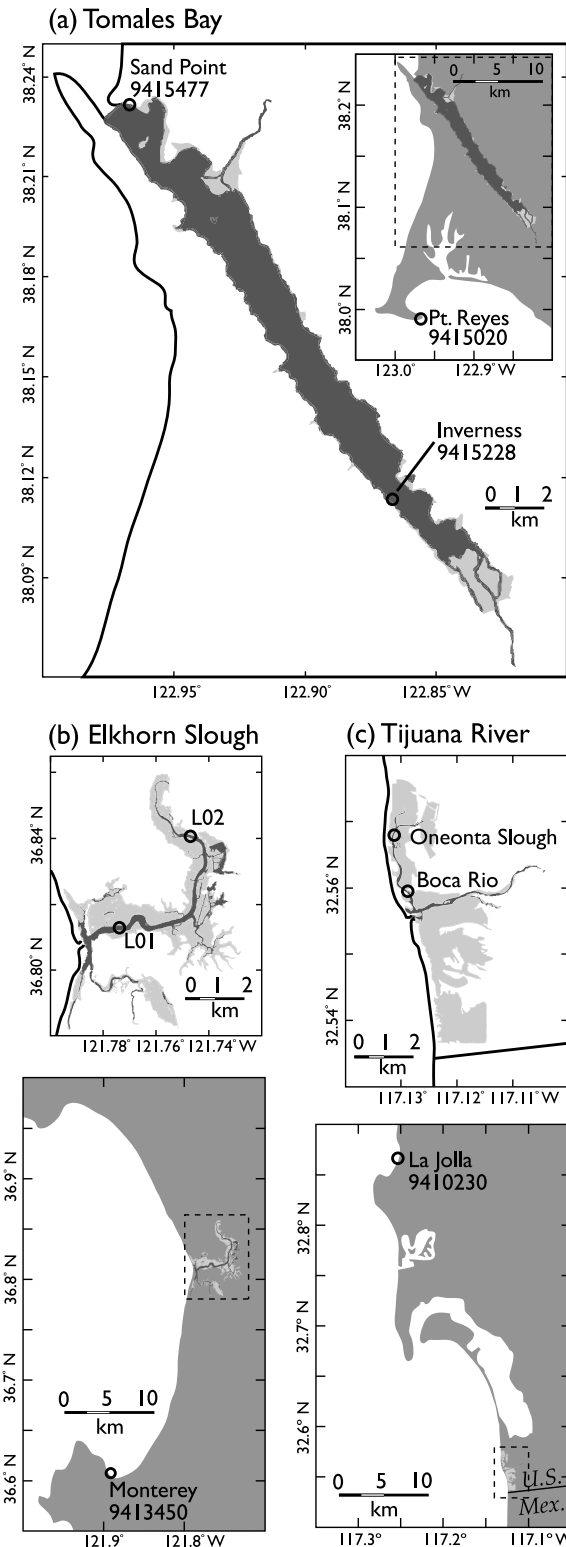 (a) Tomales Bay
38.24° N
38.21° N
38.18° N
38.15° N
38.12° N
38.09° N
Sand Point
9415477
0 5 10
km
38.2° N
38.1° N
38.0° N
Pt. Reyes
9415020
123.0° 122.9° W
Inverness
9415228
0 1 2
km
122.95° 122.90° 122.85° W
(b) Elkhorn Slough
36.84° N
36.80° N
L02
L01
0 1 2
km
121.78° 121.76° 121.74° W
36.9° N
36.8° N
36.7° N
36.6° N
0 5 10
km
Monterey
9413450
121.9° 121.8° W
(c) Tijuana River
32.56° N
32.54° N
Oneonta Slough
Boca Rio
0 1 2
km
117.13° 117.12° 117.11° W
La Jolla
9410230
32.8° N
32.7° N
32.6° N
0 5 10
km
U.S.
Mex.
117.3° 117.2° 117.1° W